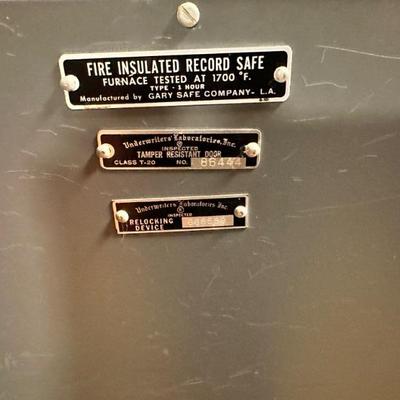 FIRE INSULATED RECORD SAFE
FURNACE TESTED AT 1700 °F.
TYPE - 1 HOUR
Manufactured by GARY SAFE COMPANY - L.A.
Underwriters' Laboratories, Inc.
INSPECTED
TAMPER RESISTANT DOOR
CLASS T-20 NO. 86444
Underwriters Laboratories Inc.
INSPECTED
RELOCKING
DEVICE